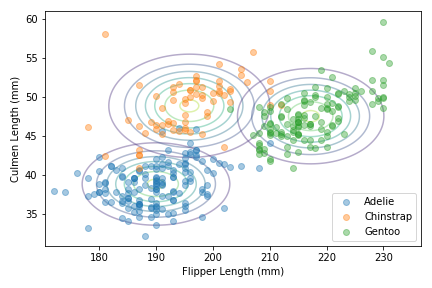 60
55
50
45
40
35
Culmen Length (mm)
180
190
200
210
220
230
Flipper Length (mm)
Adelie
Chinstrap
Gentoo